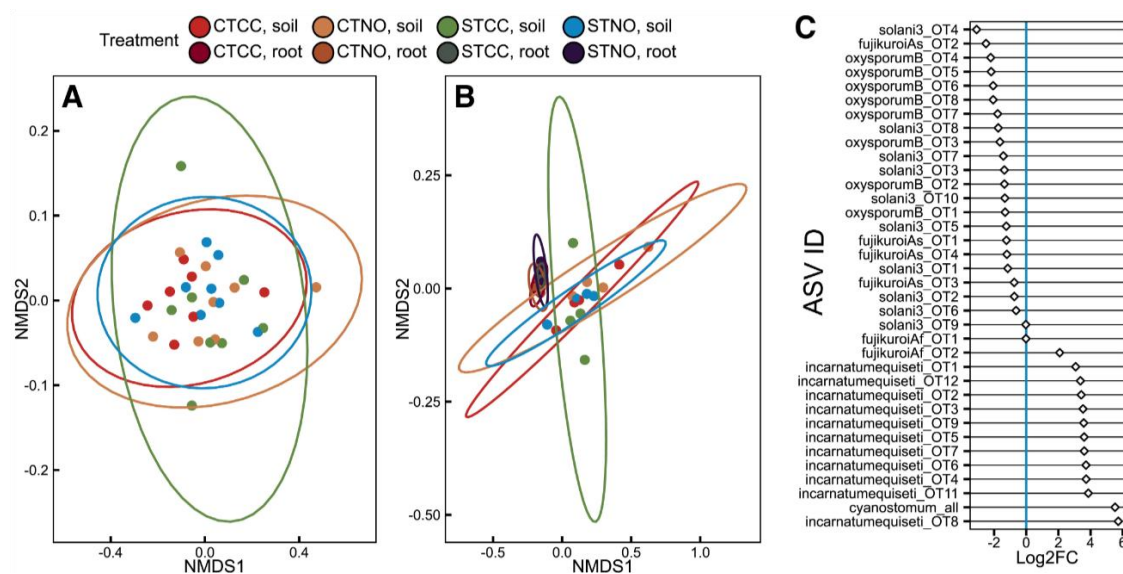 Treatment
CTCC, soil CTNO, soil STCC, soil STNO, soil
CTCC, root CTNO, root STCC, root STNO, root
A
NMDS2
0.2
0.1
0.0
-0.1
-0.2
-0.4 0.0 0.4
NMDS1
B
NMDS2
0.25
0.00
-0.25
-0.50
-0.5 0.0 0.5 1.0
NMDS1
C
ASV ID
solani3_OT4
fujikuroiAs_OT2
oxysporumB_OT4
oxysporumB_OT5
oxysporumB_OT6
oxysporumB_OT8
oxysporumB_OT7
solani3_OT8
oxysporumB_OT3
solani3_OT7
solani3_OT3
oxysporumB_OT2
solani3_OT10
oxysporumB_OT1
solani3_OT5
fujikuroiAs_OT1
fujikuroiAs_OT4
solani3_OT1
fujikuroiAs_OT3
solani3_OT2
solani3_OT6
solani3_OT9
fujikuroiAf_OT1
fujikuroiAf_OT2
incarnatumequiseti_OT1
incarnatumequiseti_OT12
incarnatumequiseti_OT2
incarnatumequiseti_OT3
incarnatumequiseti_OT9
incarnatumequiseti_OT5
incarnatumequiseti_OT7
incarnatumequiseti_OT6
incarnatumequiseti_OT4
incarnatumequiseti_OT11
cyanostomum_all
incarnatumequiseti_OT8
-2 0 2 4 6
Log2FC